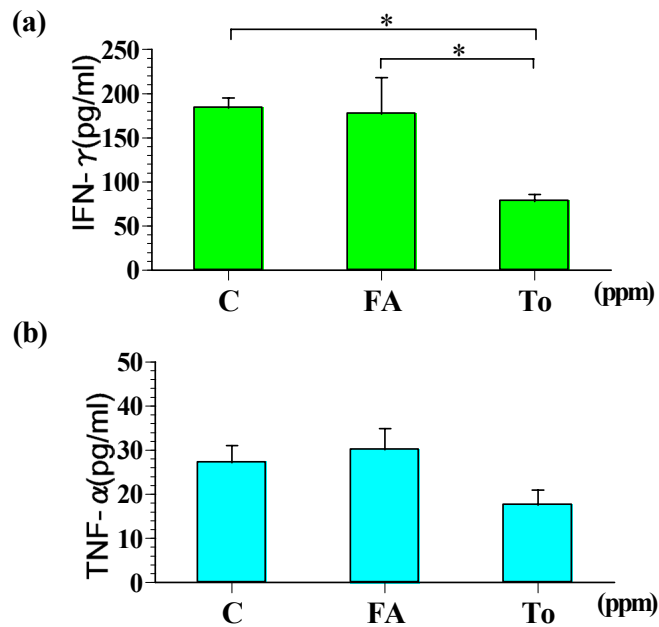 (a)
*
*
IFN-γ(pg/ml)
250
200
150
100
50
0
C FA To (ppm)
(b)
TNF-α(pg/ml)
50
40
30
20
10
0
C FA To (ppm)